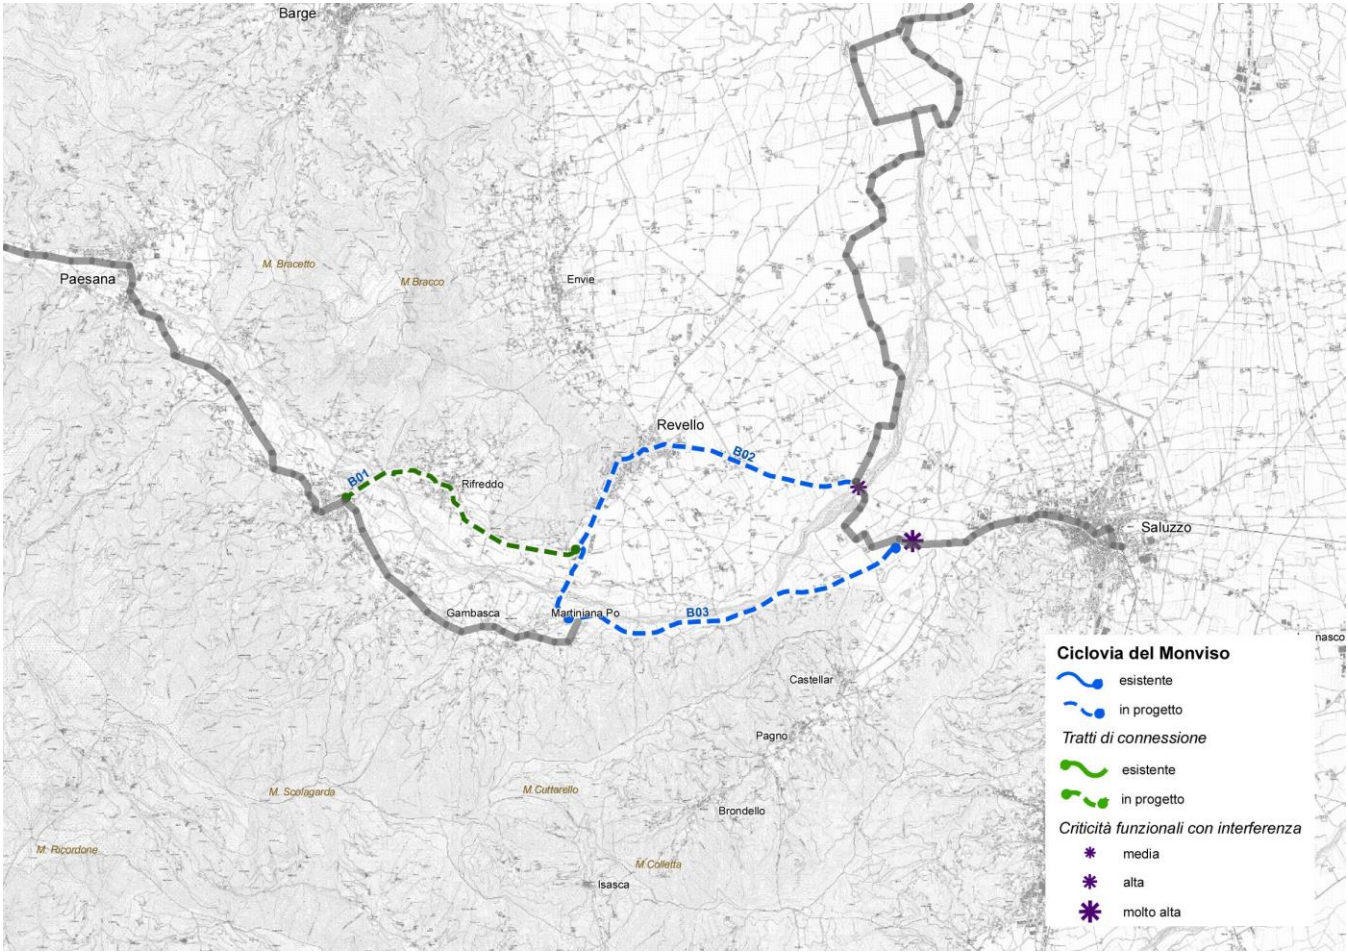 Barge
M. Bracetto
Paesana
M.Bracco
Envie
Revello
B02
B01
Rifreddo
Saluzzo
Gambasca
Martiniana Po
B03
nasco
Castellar
Pagno
M. Scolagarda
M. Cuttarello
Brondello
M. Ricordone
M.Colletta
Isasca
Ciclovia del Monviso
esistente
in progetto
Tratti di connessione
esistente
in progetto
Criticità funzionali con interferenza
media
alta
molto alta